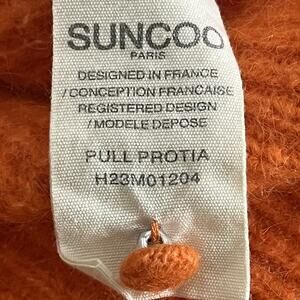 SUNCOO
PARIS
DESIGNED IN FRANCE
/ CONCEPTION FRANCAISE
REGISTERED DESIGN
/ MODELE DEPOSE
PULL PROTIA
H23M01204